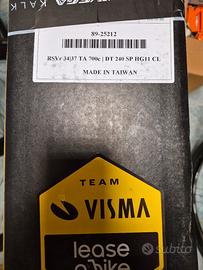 KALK
89-25212
RSVr 34|37 TA 700c | DT 240 SP HG11 CL
MADE IN TAIWAN
TEAM
VISMA
lease
a bike
subito